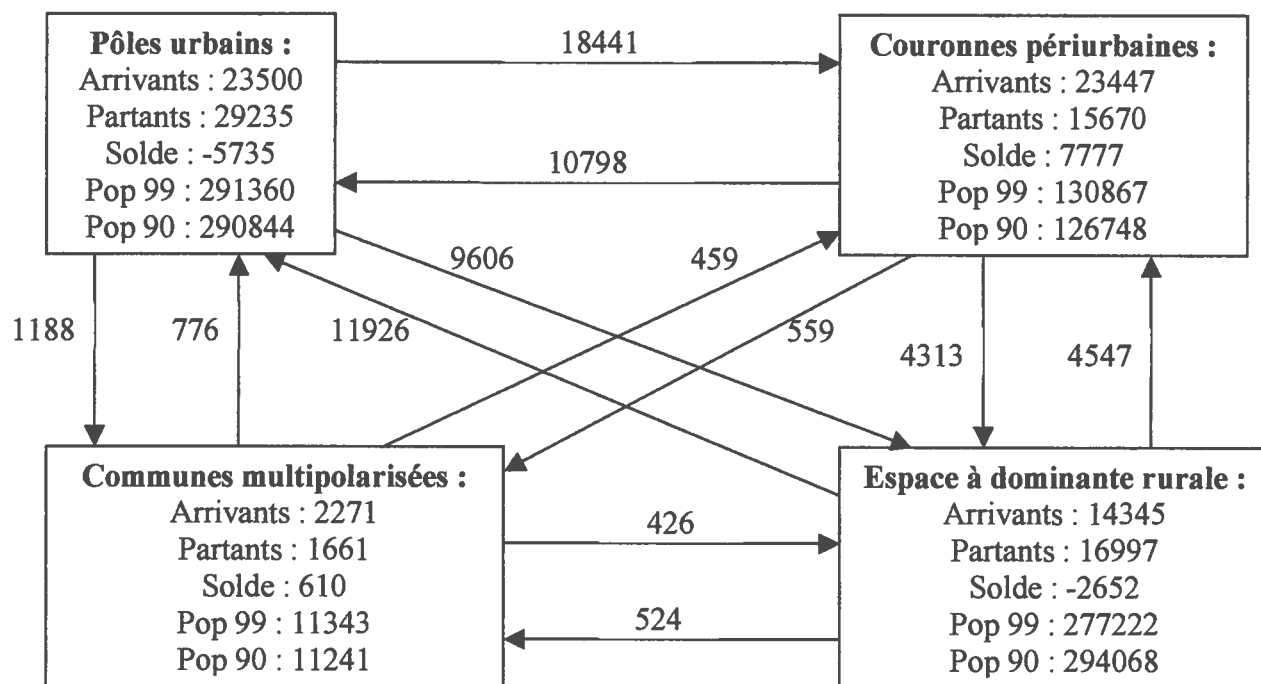 Pôles urbains :
Arrivants : 23500
Partants : 29235
Solde : -5735
Pop 99 : 291360
Pop 90 : 290844
18441
10798
Couronnes périurbaines :
Arrivants : 23447
Partants : 15670
Solde : 7777
Pop 99 : 130867
Pop 90 : 126748
9606
459
1188
776
11926
559
4313
4547
Communes multipolarisées :
Arrivants : 2271
Partants : 1661
Solde : 610
Pop 99 : 11343
Pop 90 : 11241
426
524
Espace à dominante rurale :
Arrivants : 14345
Partants : 16997
Solde : -2652
Pop 99 : 277222
Pop 90 : 294068